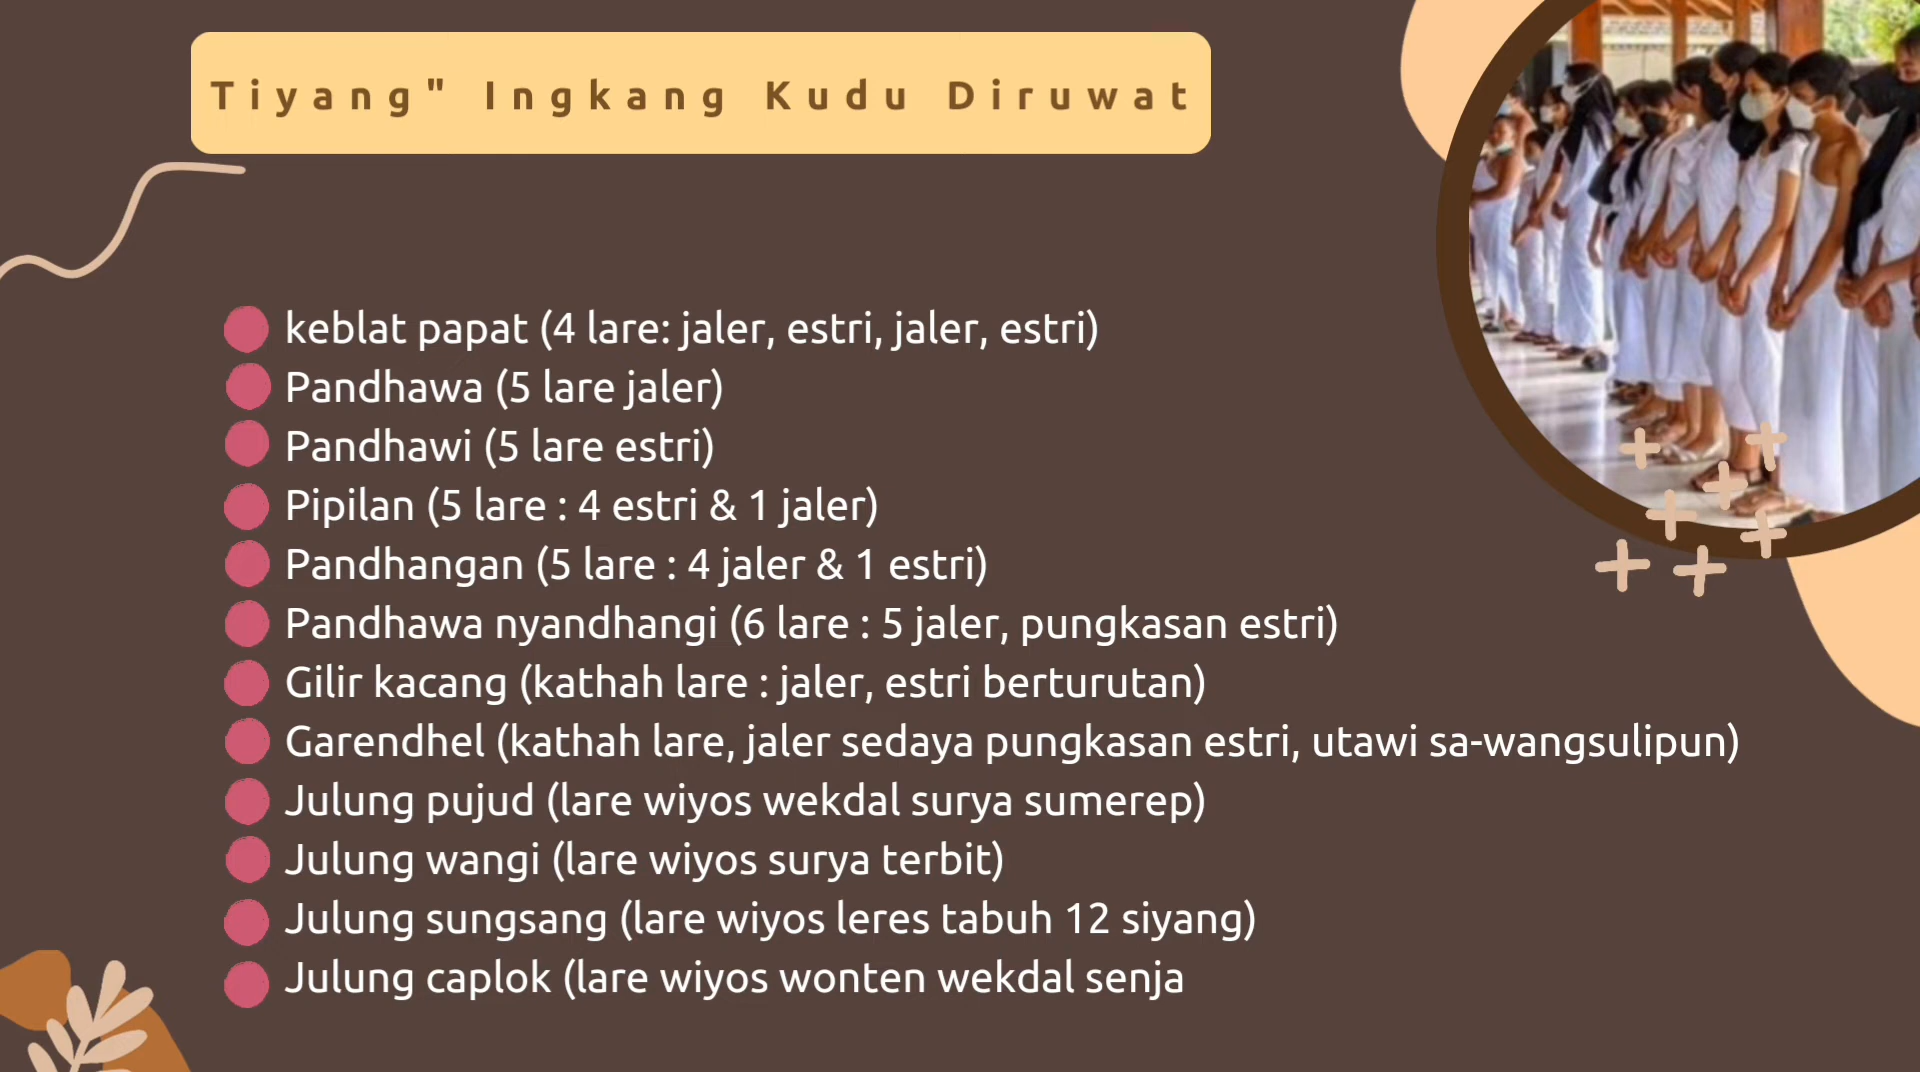 Tiyang" Ingkang Kudu Diruwat
keblat papat (4 lare: jaler, estri, jaler, estri)
Pandhawa (5 lare jaler)
Pandhawi (5 lare estri)
Pipilan (5 lare : 4 estri & 1 jaler)
Pandhangan (5 lare : 4 jaler & 1 estri)
Pandhawa nyandhangi (6 lare : 5 jaler, pungkasan estri)
Gilir kacang (kathah lare : jaler, estri berturutan)
Garendhel (kathah lare, jaler sedaya pungkasan estri, utawi sa-wangsulipun)
Julung pujud (lare wiyos wekdal surya sumerep)
Julung wangi (lare wiyos surya terbit)
Julung sungsang (lare wiyos leres tabuh 12 siyang)
Julung caplok (lare wiyos wonten wekdal senja